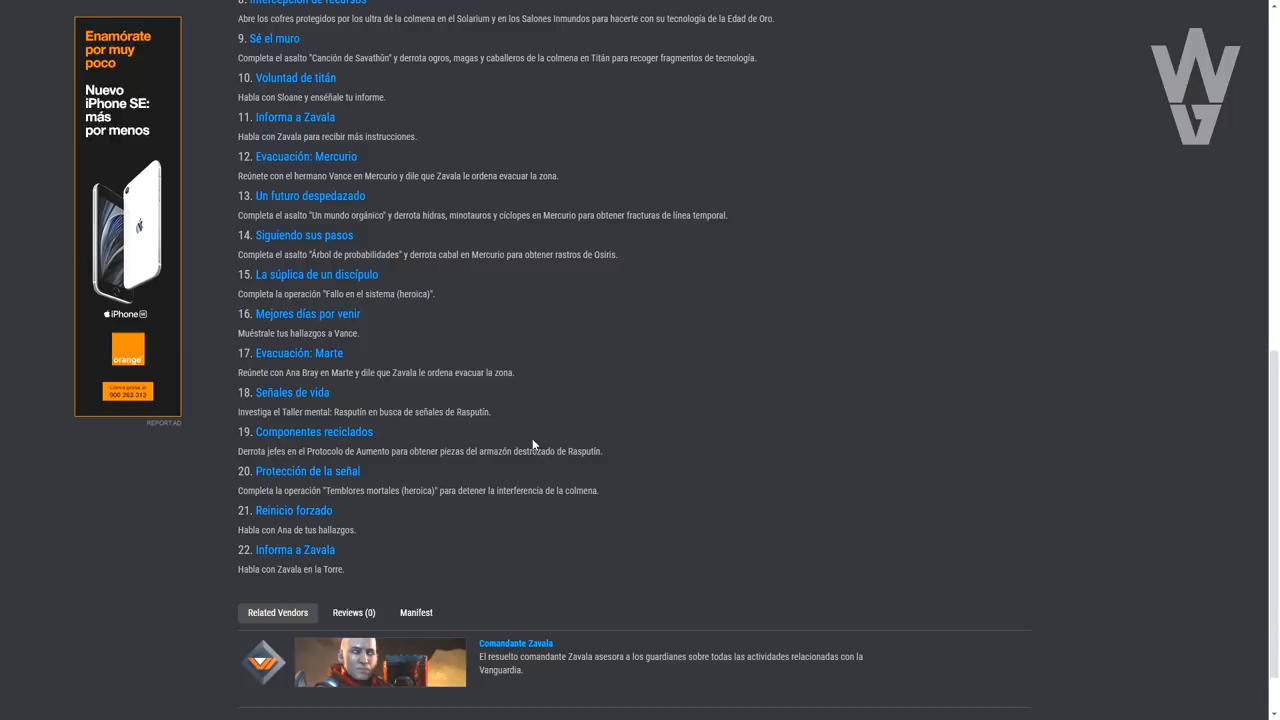 8. Intercepción de recursos
Abre los cofres protegidos por los ultra de la colmena en el Solarium y en los Salones Inmundos para hacerte con su tecnología de la Edad de Oro.
9. Sé el muro
Completa el asalto "Canción de Savathûn" y derrota ogros, magas y caballeros de la colmena en Titán para recoger fragmentos de tecnología.
10. Voluntad de titán
Habla con Sloane y enséñale tu informe.
11. Informa a Zavala
Habla con Zavala para recibir más instrucciones.
12. Evacuación: Mercurio
Reúnete con el hermano Vance en Mercurio y dile que Zavala le ordena evacuar la zona.
13. Un futuro despedazado
Completa el asalto "Un mundo orgánico" y derrota hidras, minotauros y cíclopes en Mercurio para obtener fracturas de línea temporal.
14. Siguiendo sus pasos
Completa el asalto "Árbol de probabilidades" y derrota cabal en Mercurio para obtener rastros de Osiris.
15. La súplica de un discípulo
Completa la operación "Fallo en el sistema (heroica)".
16. Mejores días por venir
Muéstrale tus hallazgos a Vance.
17. Evacuación: Marte
Reúnete con Ana Bray en Marte y dile que Zavala le ordena evacuar la zona.
18. Señales de vida
Investiga el Taller mental: Rasputín en busca de señales de Rasputín.
19. Componentes reciclados
Derrota jefes en el Protocolo de Aumento para obtener piezas del armazón destrozado de Rasputín.
20. Protección de la señal
Completa la operación "Temblores mortales (heroica)" para detener la interferencia de la colmena.
21. Reinicio forzado
Habla con Ana de tus hallazgos.
22. Informa a Zavala
Habla con Zavala en la Torre.
Related Vendors Reviews (0) Manifest
Comandante Zavala
El resuelto comandante Zavala asesora a los guardianes sobre todas las actividades relacionadas con la
Vanguardia.
Enamórate
por muy
poco
Nuevo
iPhone SE:
más
por menos
iPhone SE
orange
Llama gratis al
900 263 313
REPORT AD